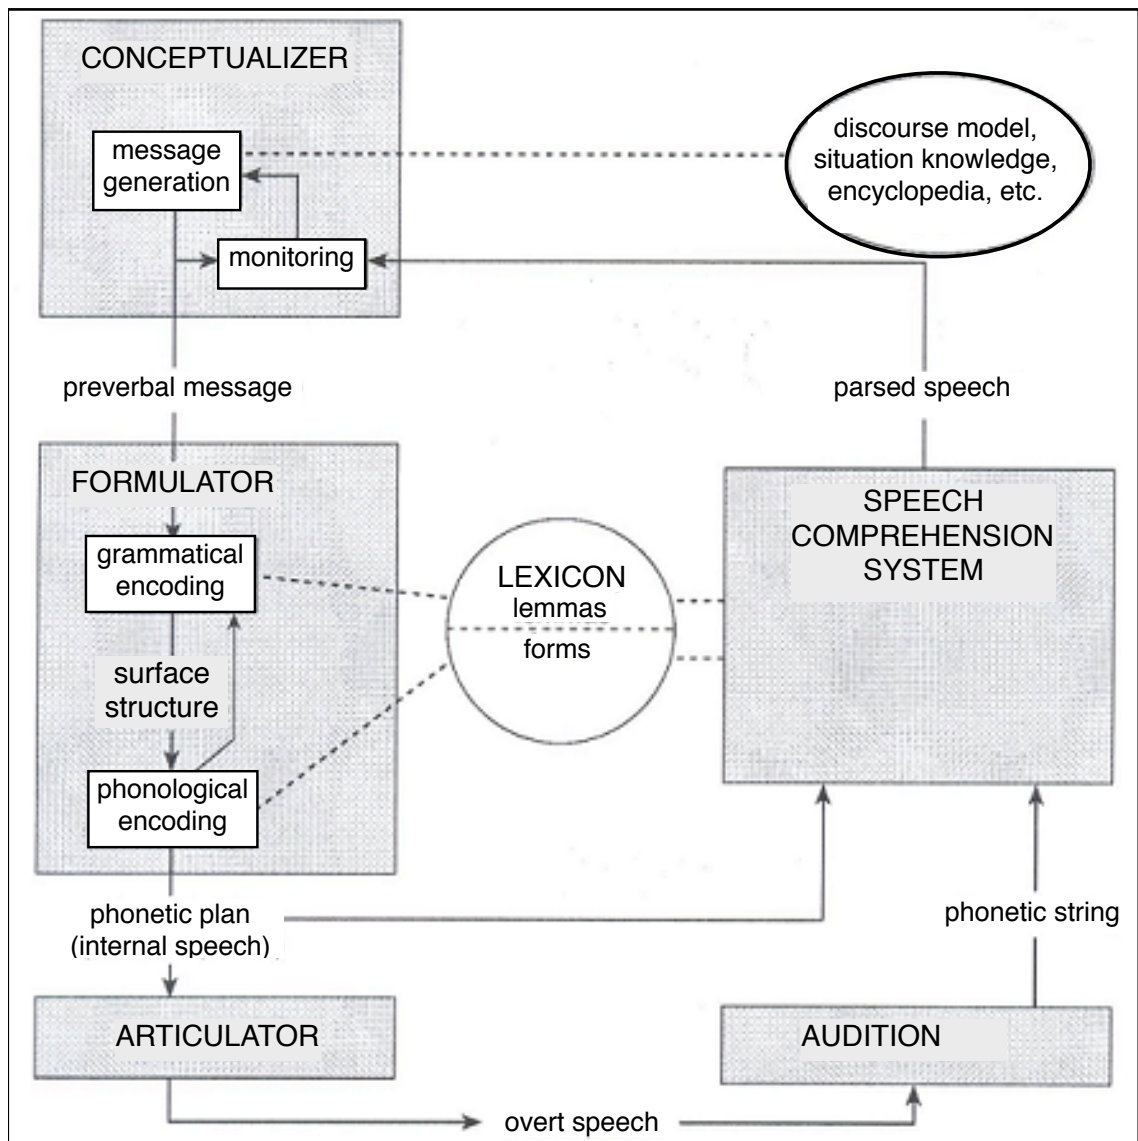 CONCEPTUALIZER
message
generation
monitoring
discourse model,
situation knowledge,
encyclopedia, etc.
preverbal message
parsed speech
FORMULATOR
grammatical
encoding
surface
structure
phonological
encoding
LEXICON
lemmas
forms
SPEECH
COMPREHENSION
SYSTEM
phonetic plan
(internal speech)
phonetic string
ARTICULATOR
AUDITION
overt speech